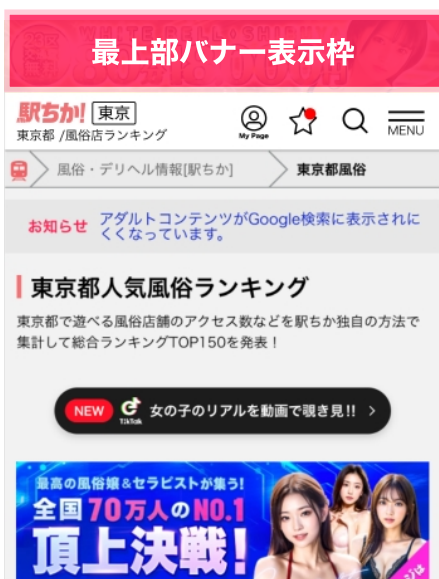 最上部バナー表示枠
駅ちか! 東京
東京都 /風俗店ランキング
My Page
MENU
風俗・デリヘル情報[駅ちか]
東京都風俗
お知らせ
アダルトコンテンツがGoogle検索に表示されに
くくなっています。
東京都人気風俗ランキング
東京都で遊べる風俗店舗のアクセス数などを駅ちか独自の方法で
集計して総合ランキングTOP150を発表!
NEW TikTok 女の子のリアルを動画で覗き見!!
最高の風俗嬢&セラピストが集う!
全国70万人のNO.1
頂上決戦!